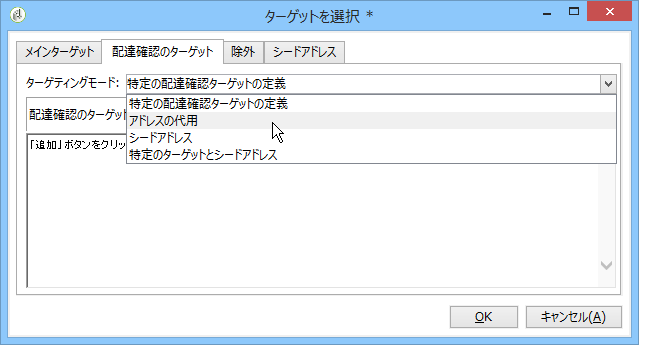 ターゲットを選択 *
メインターゲット 配達確認のターゲット 除外 シードアドレス
ターゲティングモード: 特定の配達確認ターゲットの定義
特定の配達確認ターゲットの定義
配達確認のターゲット
アドレスの代用
シードアドレス
「追加」ボタンをクリッ
特定のターゲットとシードアドレス
OK キャンセル(A)